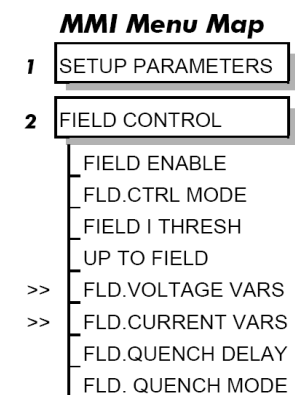 MMI Menu Map
1 SETUP PARAMETERS
2 FIELD CONTROL
FIELD ENABLE
FLD.CTRL MODE
FIELD I THRESH
UP TO FIELD
>> FLD.VOLTAGE VARS
>> FLD.CURRENT VARS
FLD.QUENCH DELAY
FLD. QUENCH MODE